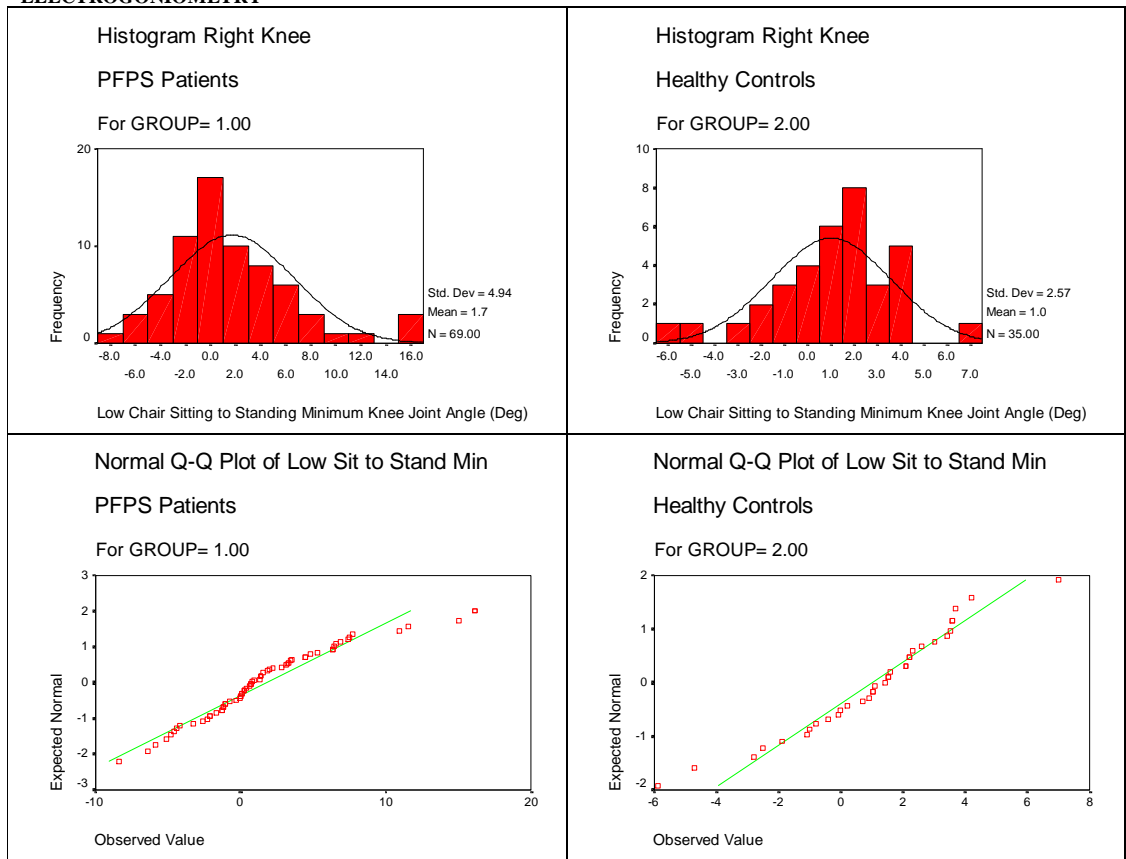 ELECTROGONIOMETRY
Histogram Right Knee
PFPS Patients
For GROUP= 1.00
20
10
0
Frequency
Std. Dev = 4.94
Mean = 1.7
N = 69.00
-8.0 -4.0 0.0 4.0 8.0 12.0 16.0
-6.0 -2.0 2.0 6.0 10.0 14.0
Low Chair Sitting to Standing Minimum Knee Joint Angle (Deg)
Histogram Right Knee
Healthy Controls
For GROUP= 2.00
10
8
6
4
2
0
Frequency
Std. Dev = 2.57
Mean = 1.0
N = 35.00
-6.0 -4.0 -2.0 0.0 2.0 4.0 6.0
-5.0 -3.0 -1.0 1.0 3.0 5.0 7.0
Low Chair Sitting to Standing Minimum Knee Joint Angle (Deg)
Normal Q-Q Plot of Low Sit to Stand Min
PFPS Patients
For GROUP= 1.00
3
2
1
0
-1
-2
-3
Expected Normal
-10 0 10 20
Observed Value
Normal Q-Q Plot of Low Sit to Stand Min
Healthy Controls
For GROUP= 2.00
2
1
0
-1
-2
Expected Normal
-6 -4 -2 0 2 4 6 8
Observed Value